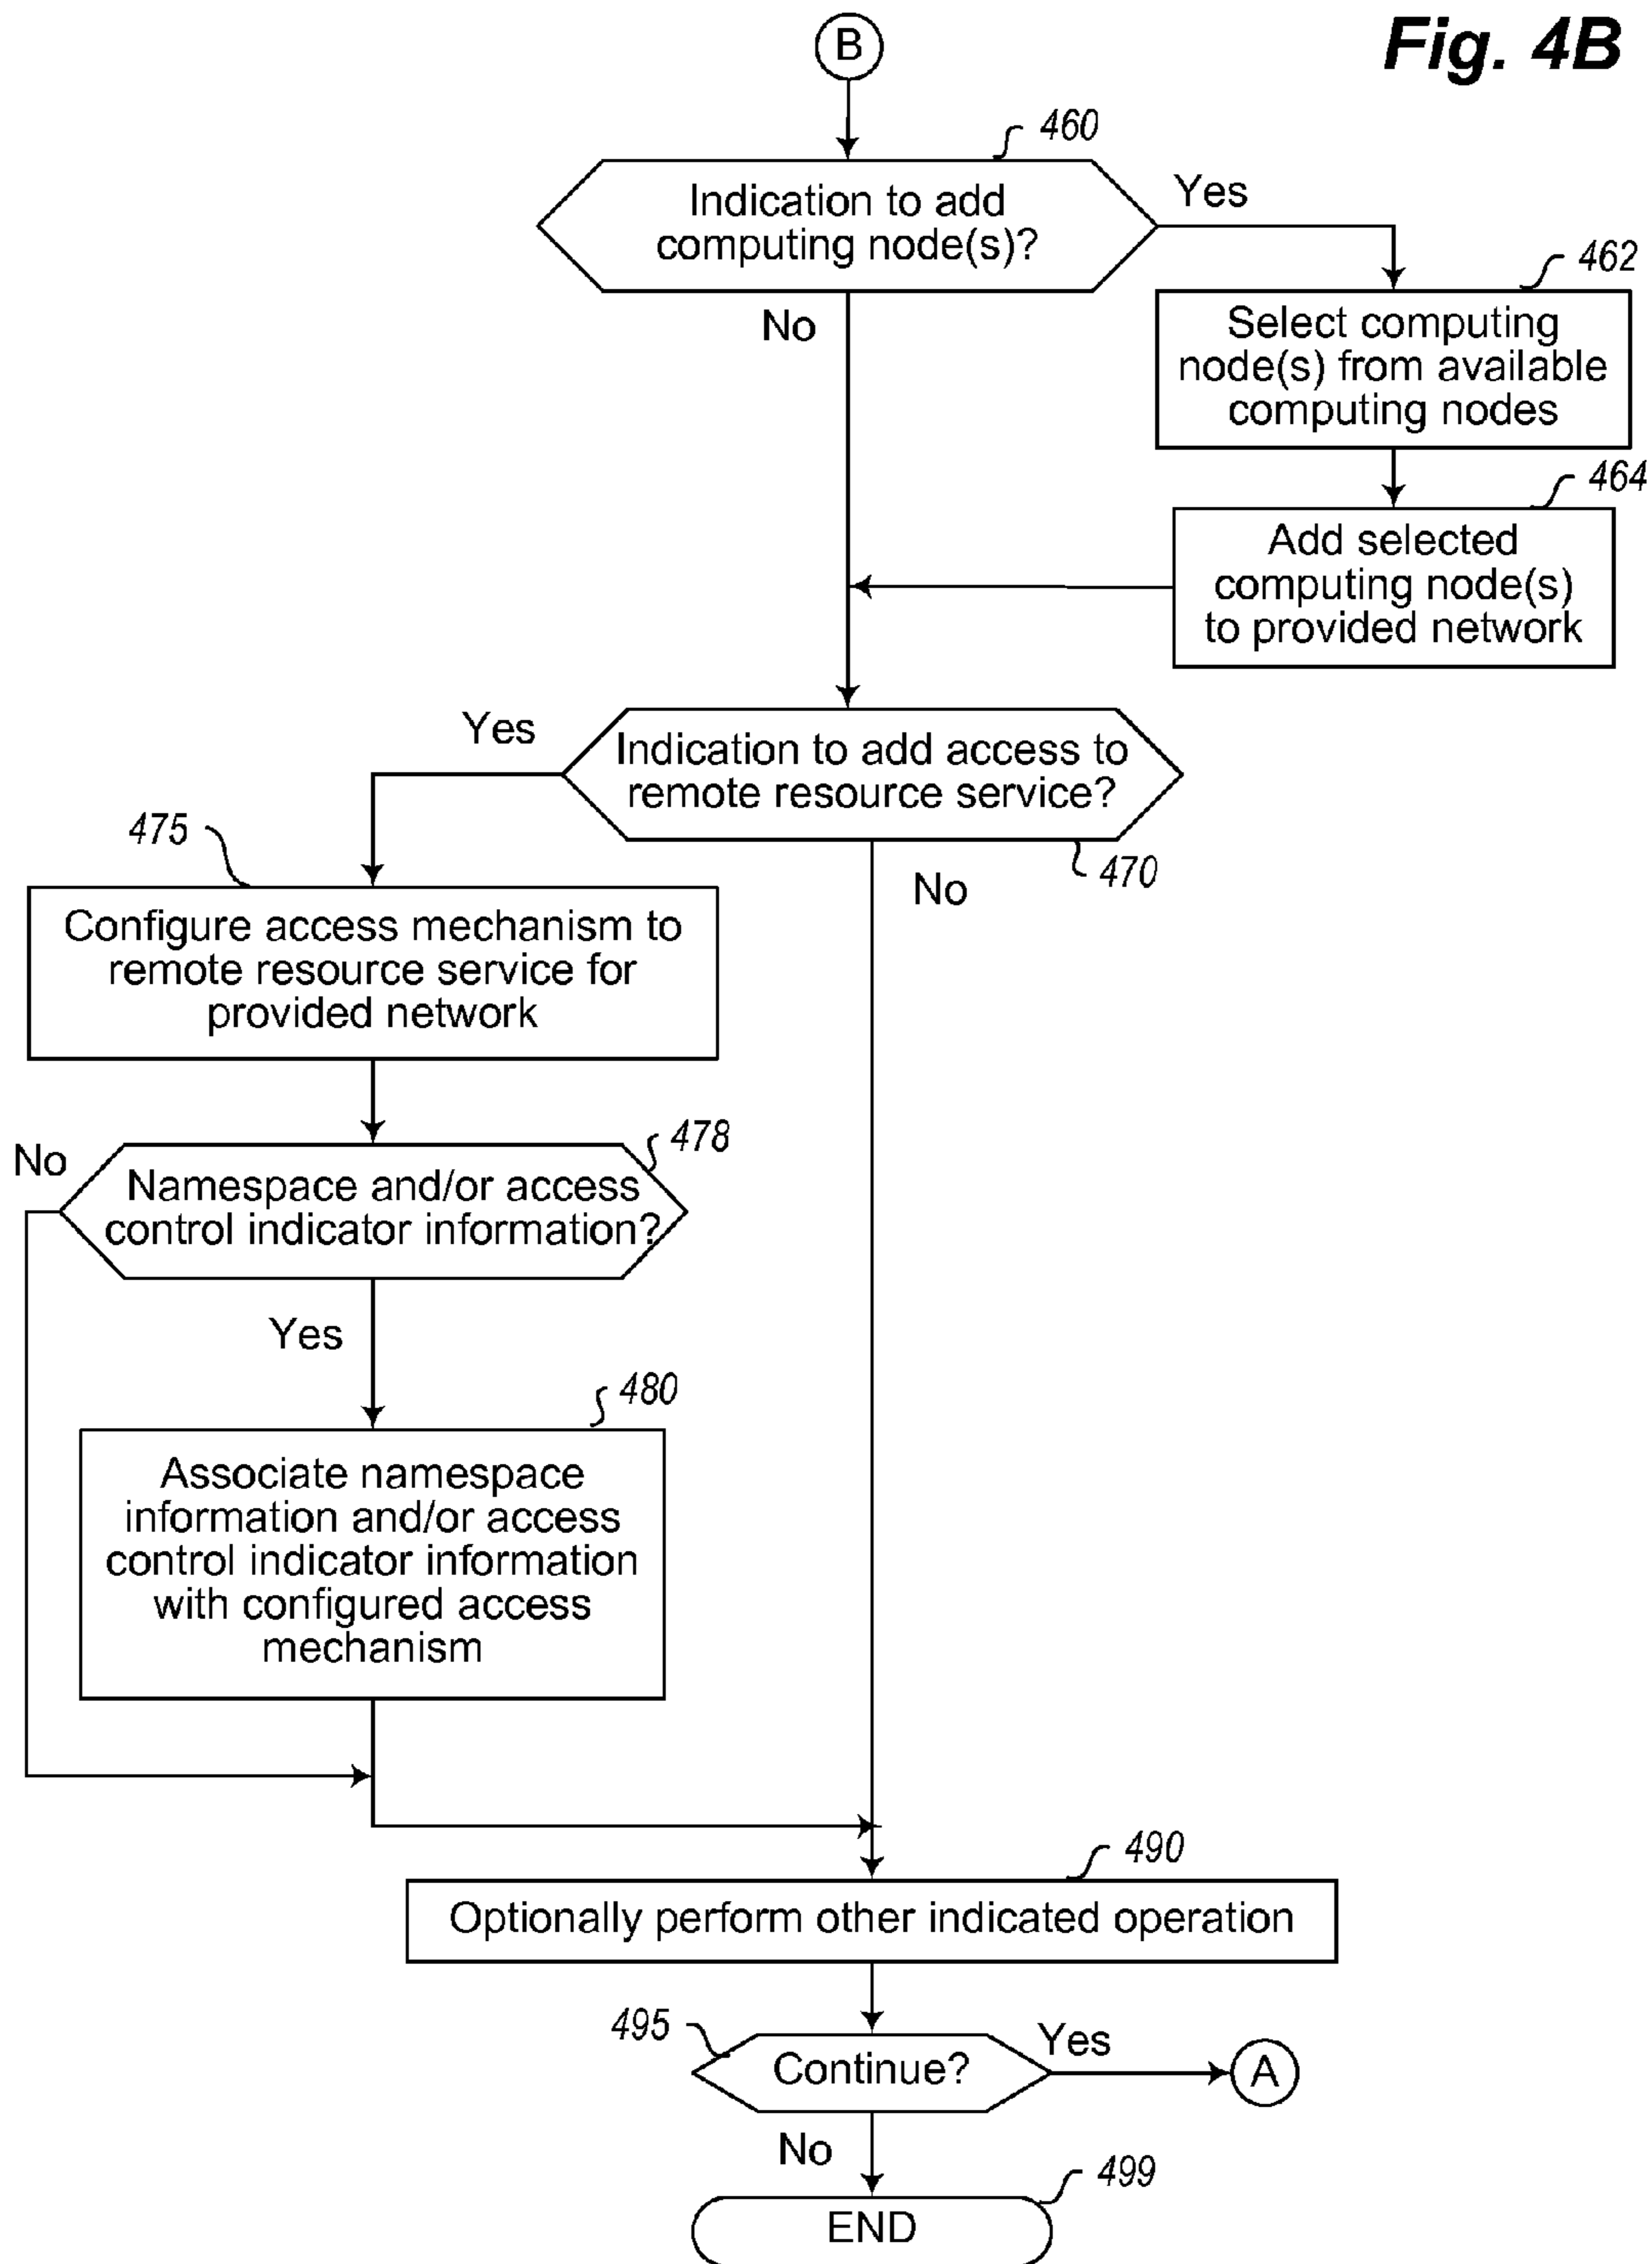 Fig. 4B
B
460
Indication to add
computing node(s)?
Yes
No
462
Select computing
node(s) from available
computing nodes
464
Add selected
computing node(s)
to provided network
Yes
Indication to add access to
remote resource service?
470
No
475
Configure access mechanism to
remote resource service for
provided network
478
No
Namespace and/or access
control indicator information?
Yes
480
Associate namespace
information and/or access
control indicator information
with configured access
mechanism
490
Optionally perform other indicated operation
495
Continue?
Yes
A
No
499
END